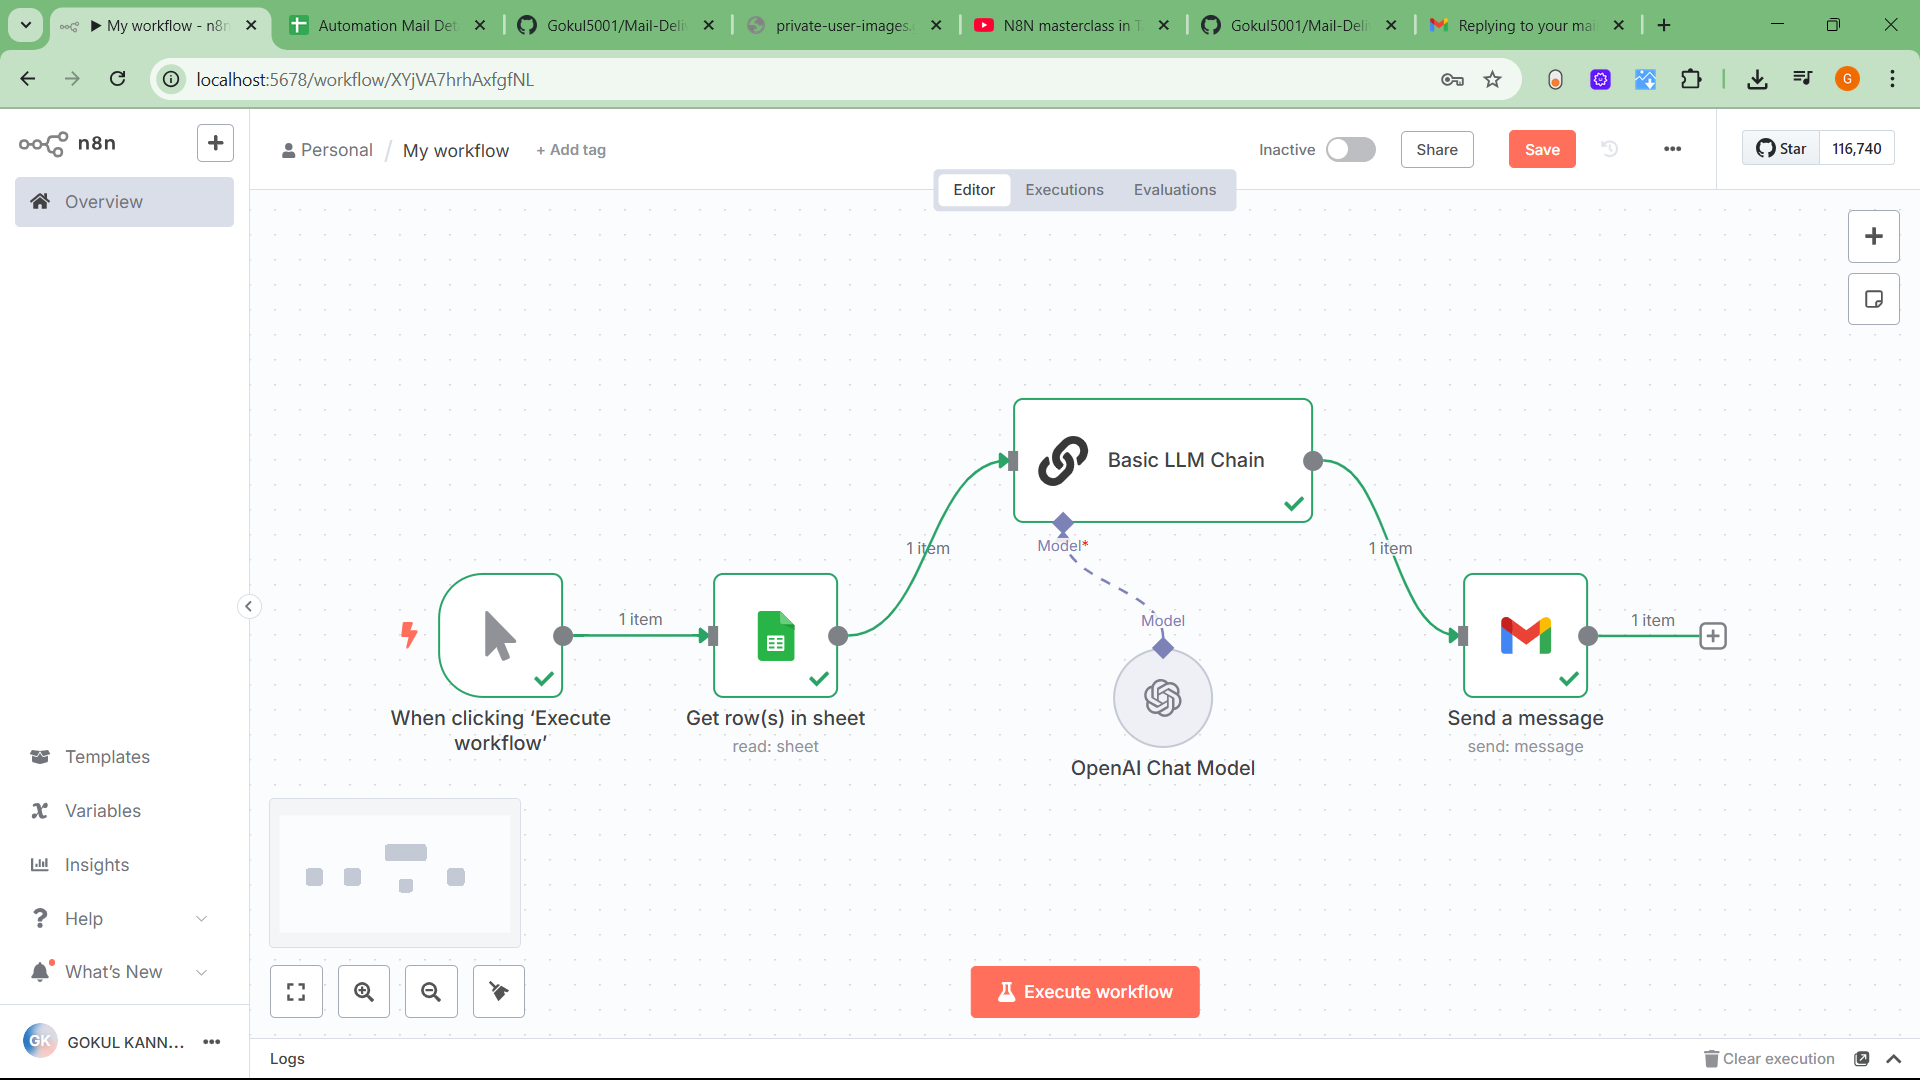 My workflow - n8n
Automation Mail Det
Gokul5001/Mail-Deliv
private-user-images.
N8N masterclass in T
Gokul5001/Mail-Deli
Replying to your mai
localhost:5678/workflow/XYjVA7hrhAxfgfNL
G
n8n
Personal / My workflow + Add tag
Inactive
Share
Save
Star 116,740
Overview
Editor Executions Evaluations
Basic LLM Chain
Model*
1 item
1 item
1 item
1 item
Model
When clicking ‘Execute workflow’
Get row(s) in sheet
read: sheet
OpenAI Chat Model
Send a message
send: message
Templates
Variables
Insights
Help
What’s New
Execute workflow
GK GOKUL KANN...
Logs
Clear execution